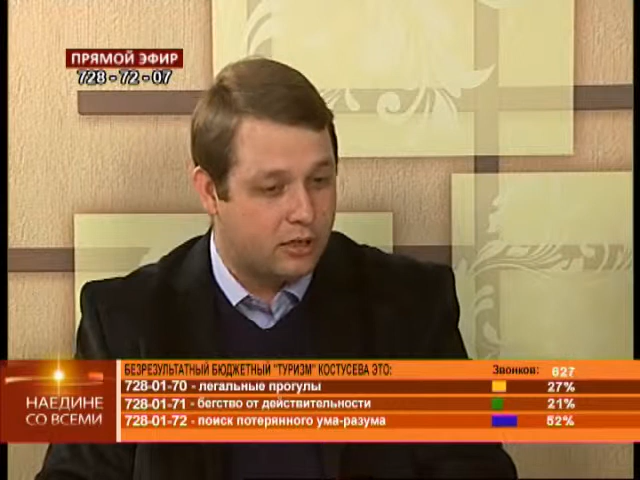 ПРЯМОЙ ЭФИР
728-72-07
БЕЗРЕЗУЛЬТАТНЫЙ БЮДЖЕТНЫЙ "ТУРИЗМ" КОСТУСЕВА ЭТО: Звонков: 627
728-01-70 - легальные прогулы 27%
728-01-71 - бегство от действительности 21%
728-01-72 - поиск потерянного ума-разума 52%
НАЕДИНЕ
СО ВСЕМИ